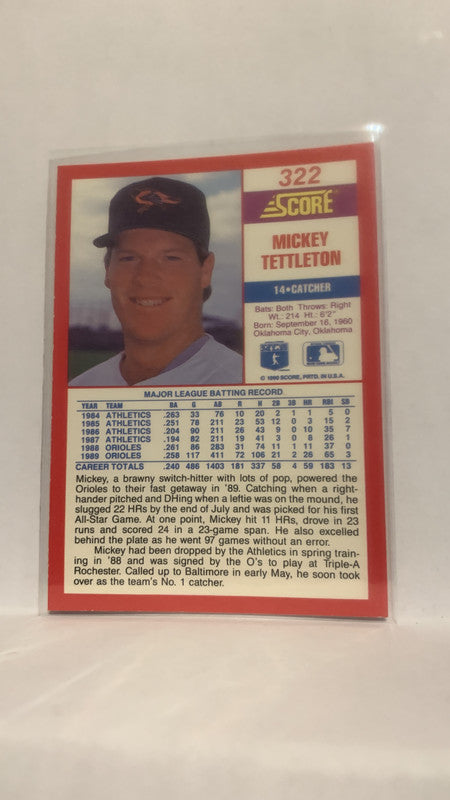 322
SCORE
MICKEY
TETTLETON
14•CATCHER
Bats: Both Throws: Right
Wt.: 214 Ht.: 6'2"
Born: September 16, 1960
Oklahoma City, Oklahoma
© 1990 SCORE, PRTD. IN U.S.A.
MAJOR LEAGUE BATTING RECORD
YEAR TEAM BA G AB R H 2B 3B HR RBI SB
1984 ATHLETICS .263 33 76 10 20 2 1 1 5 0
1985 ATHLETICS .251 78 211 23 53 12 0 3 15 2
1986 ATHLETICS .204 90 211 26 43 9 0 10 35 7
1987 ATHLETICS .194 82 211 19 41 3 0 8 26 1
1988 ORIOLES .261 86 283 31 74 11 1 11 37 0
1989 ORIOLES .258 117 411 72 106 21 2 26 65 3
CAREER TOTALS .240 486 1403 181 337 58 4 59 183 13
Mickey, a brawny switch-hitter with lots of pop, powered the
Orioles to their fast getaway in '89. Catching when a right-
hander pitched and DHing when a leftie was on the mound, he
slugged 22 HRs by the end of July and was picked for his first
All-Star Game. At one point, Mickey hit 11 HRs, drove in 23
runs and scored 24 in a 23-game span. He also excelled
behind the plate as he went 97 games without an error.
Mickey had been dropped by the Athletics in spring train-
ing in '88 and was signed by the O's to play at Triple-A
Rochester. Called up to Baltimore in early May, he soon took
over as the team's No. 1 catcher.